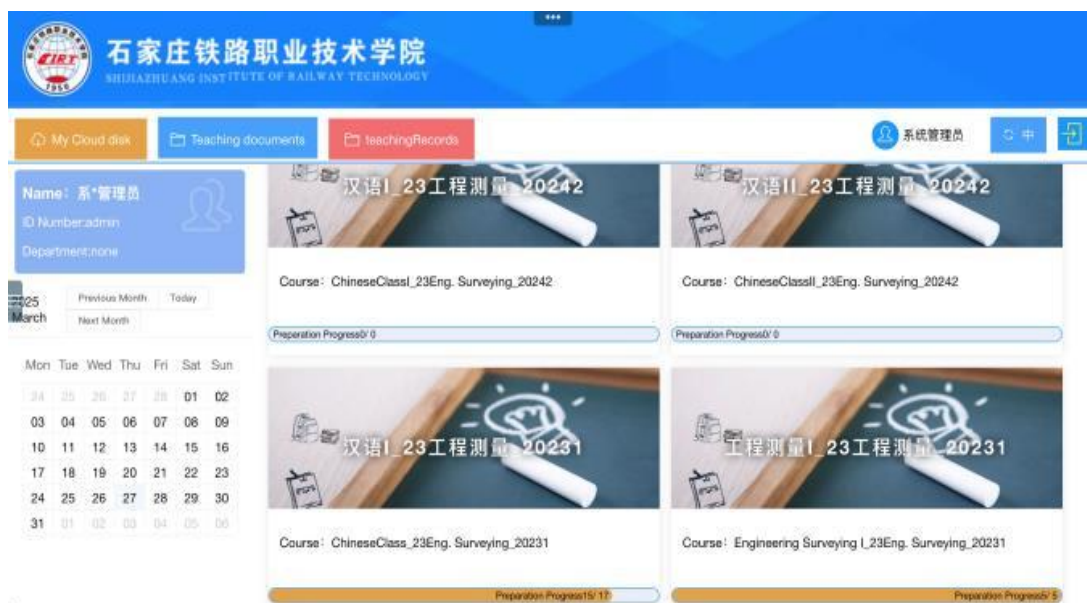 石家庄铁路职业技术学院
SHIJIAZHUANG INSTITUTE OF RAILWAY TECHNOLOGY
CIRT
1950
My Cloud disk
Teaching documents
teachingRecords
系统管理员
中
Name：系*管理员
ID Number:admin
Department:none
2025
March
Previous Month
Today
Next Month
Mon Tue Wed Thu Fri Sat Sun
24 25 26 27 28 01 02
03 04 05 06 07 08 09
10 11 12 13 14 15 16
17 18 19 20 21 22 23
24 25 26 27 28 29 30
31 01 02 03 04 05 06
汉语I_23工程测量_20242
Course：ChineseClassI_23Eng. Surveying_20242
Preparation Progress0/ 0
汉语II_23工程测量_20242
Course：ChineseClassII_23Eng. Surveying_20242
Preparation Progress0/ 0
汉语I_23工程测量_20231
Course：ChineseClass_23Eng. Surveying_20231
Preparation Progress15/ 17
工程测量I_23工程测量_20231
Course：Engineering Surveying I_23Eng. Surveying_20231
Preparation Progress5/ 5